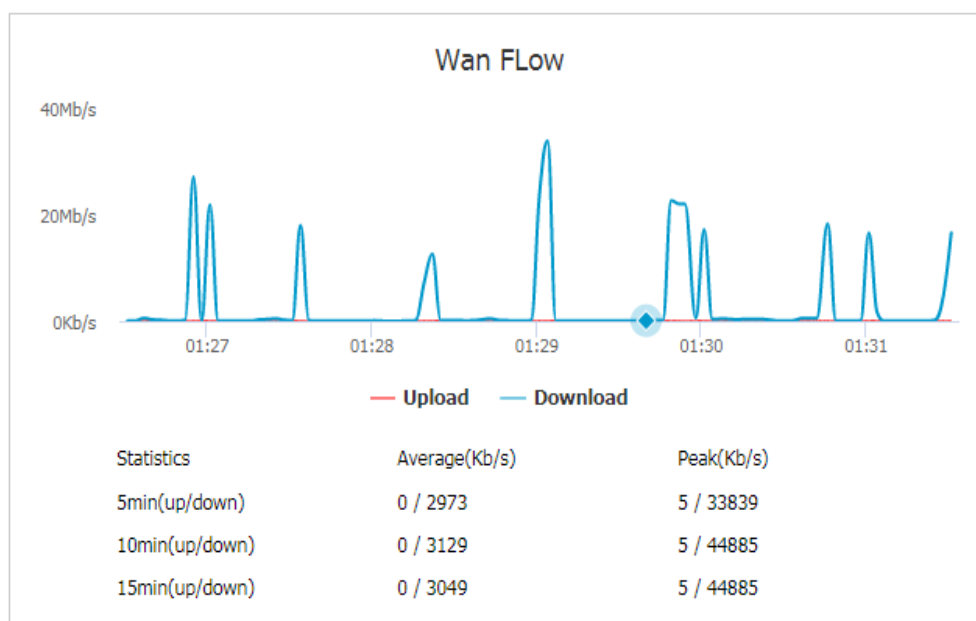 Wan FLow
40Mb/s
20Mb/s
0Kb/s
01:27 01:28 01:29 01:30 01:31
Upload Download
Statistics Average(Kb/s) Peak(Kb/s)
5min(up/down) 0 / 2973 5 / 33839
10min(up/down) 0 / 3129 5 / 44885
15min(up/down) 0 / 3049 5 / 44885